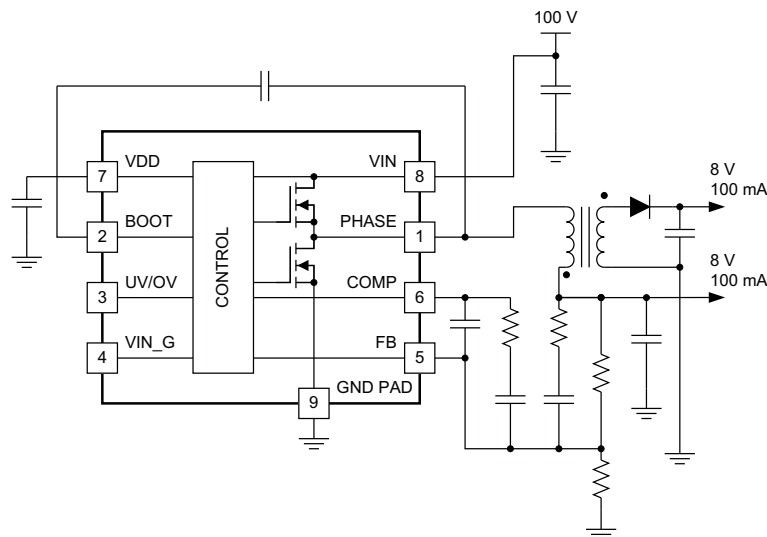 100 V
7
VDD
VIN
8
8 V
100 mA
2
BOOT
CONTROL
PHASE
1
3
UV/OV
COMP
6
8 V
100 mA
4
VIN_G
FB
5
9
GND PAD